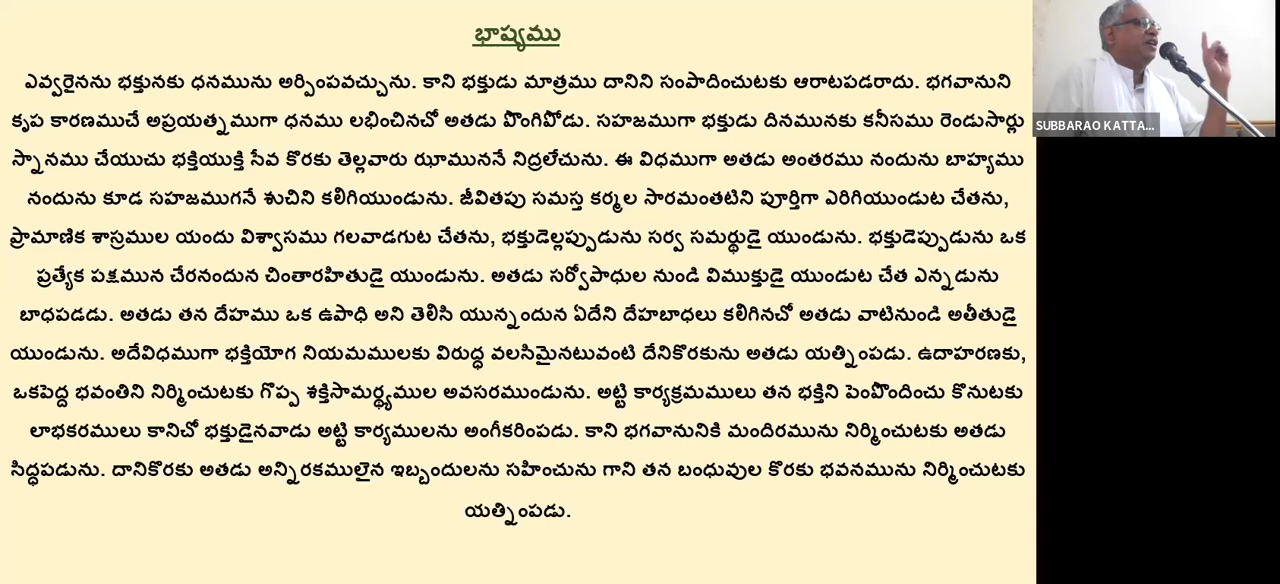 భాష్యము
ఎవ్వరైనను భక్తునకు ధనమును అర్పింపవచ్చును. కాని భక్తుడు మాత్రము దానిని సంపాదించుటకు ఆరాటపడరాదు. భగవానుని
కృప కారణముచే అప్రయత్నముగా ధనము లభించినచో అతడు పొంగిపోడు. సహజముగా భక్తుడు దినమునకు కనీసము రెండుసార్లు
స్నానము చేయుచు భక్తియుక్తి సేవ కొరకు తెల్లవారు ఝాముననే నిద్రలేచును. ఈ విధముగా అతడు అంతరము నందును బాహ్యము
నందును కూడ సహజముగనే శుచిని కలిగియుండును. జీవితపు సమస్త కర్మల సారమంతటిని పూర్తిగా ఎరిగియుండుట చేతను,
ప్రామాణిక శాస్రముల యందు విశ్వాసము గలవాడగుట చేతను, భక్తుడెల్లప్పుడును సర్వ సమర్థుడై యుండును. భక్తుడెప్పుడును ఒక
ప్రత్యేక పక్షమున చేరనందున చింతారహితుడై యుండును. అతడు సర్వోపాధుల నుండి విముక్తుడై యుండుట చేత ఎన్నడును
బాధపడడు. అతడు తన దేహము ఒక ఉపాధి అని తెలిసి యున్నందున ఏదేని దేహబాధలు కలిగినచో అతడు వాటినుండి అతీతుడై
యుండును. అదేవిధముగా భక్తియోగ నియమములకు విరుద్ధ వలసిమైనటువంటి దేనికొరకును అతడు యత్నింపడు. ఉదాహరణకు,
ఒకపెద్ద భవంతిని నిర్మించుటకు గొప్ప శక్తిసామర్థ్యముల అవసరముండును. అట్టి కార్యక్రమములు తన భక్తిని పెంపొందించు కొనుటకు
లాభకరములు కానిచో భక్తుడైనవాడు అట్టి కార్యములను అంగీకరింపడు. కాని భగవానునికి మందిరమును నిర్మించుటకు అతడు
సిద్ధపడును. దానికొరకు అతడు అన్నిరకములైన ఇబ్బందులను సహించును గాని తన బంధువుల కొరకు భవనమును నిర్మించుటకు
యత్నింపడు.
SUBBARAO KATTA...